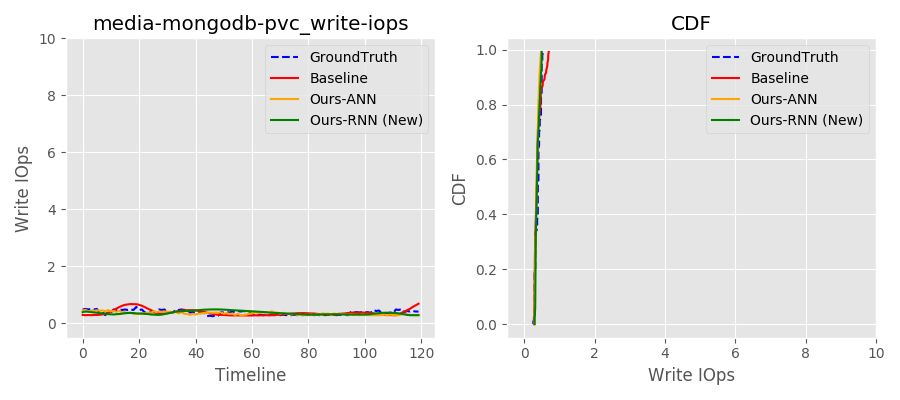 media-mongodb-pvc_write-iops
Write IOps
10
8
6
4
2
0
GroundTruth
Baseline
Ours-ANN
Ours-RNN (New)
0 20 40 60 80 100 120
Timeline
CDF
CDF
1.0
0.8
0.6
0.4
0.2
0.0
GroundTruth
Baseline
Ours-ANN
Ours-RNN (New)
0 2 4 6 8 10
Write IOps